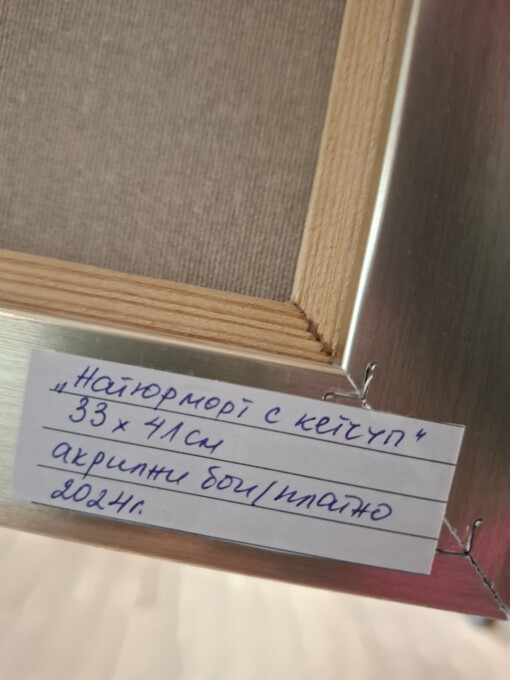 „Натюрморт с кетчуп“
33 x 41 см
акрилни бои/платно
2024г.